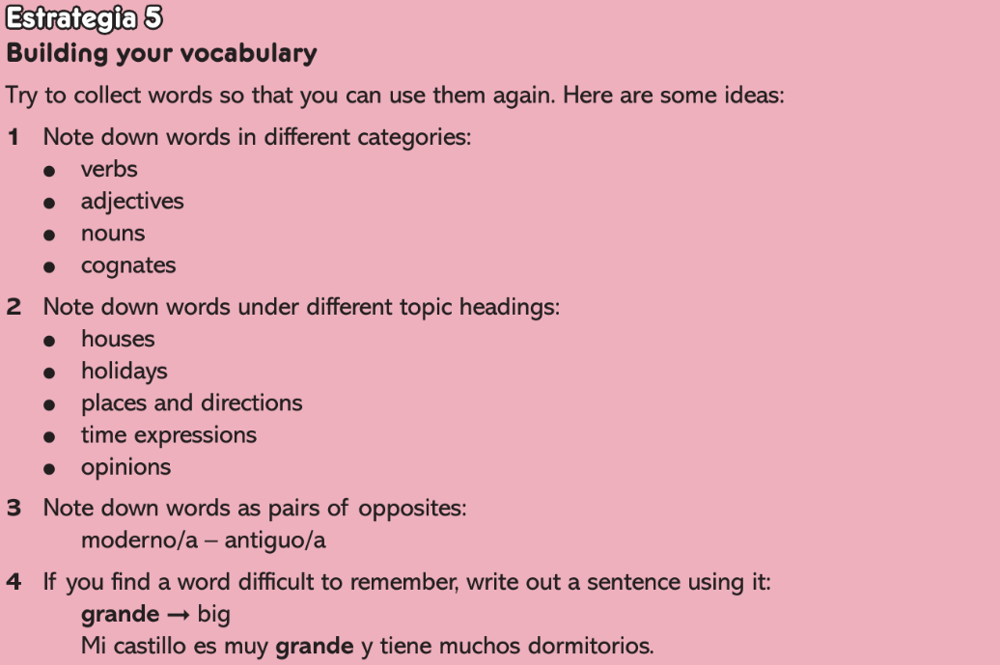 Estrategia 5
Building your vocabulary
Try to collect words so that you can use them again. Here are some ideas:
1 Note down words in different categories:
● verbs
● adjectives
● nouns
● cognates
2 Note down words under different topic headings:
● houses
● holidays
● places and directions
● time expressions
● opinions
3 Note down words as pairs of opposites:
moderno/a – antiguo/a
4 If you find a word difficult to remember, write out a sentence using it:
grande → big
Mi castillo es muy grande y tiene muchos dormitorios.